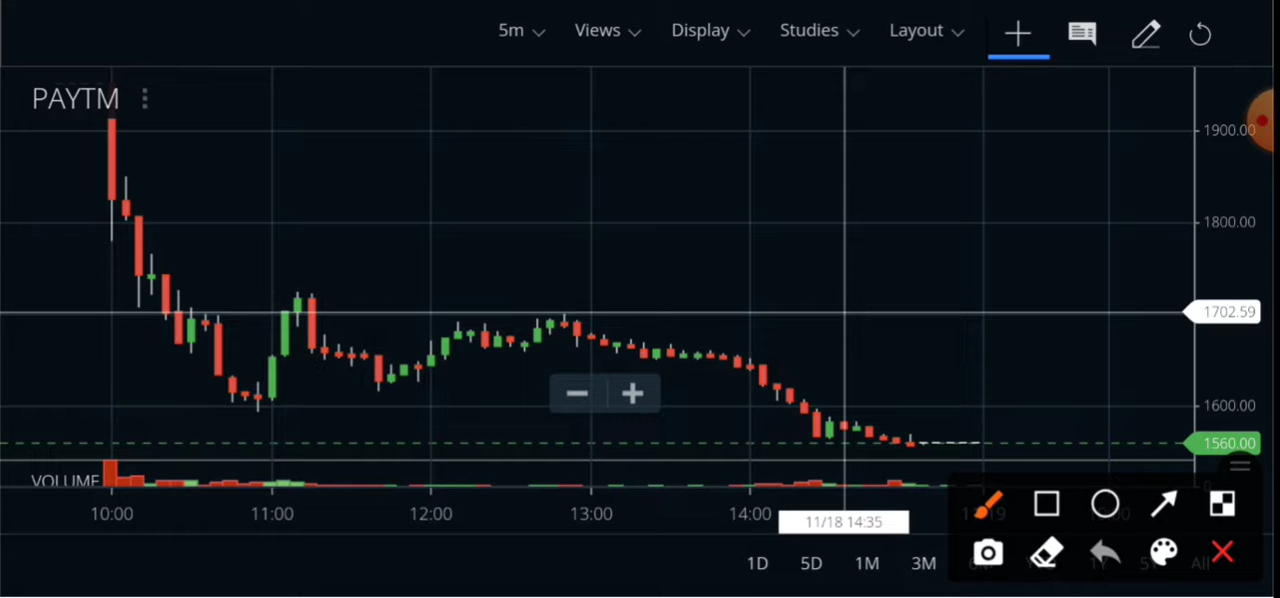 5m Views Display Studies Layout
PAYTM
1900.00
1800.00
1702.59
1600.00
1560.00
VOLUME
0
10:00 11:00 12:00 13:00 14:00
11/18 14:35
1D 5D 1M 3M
All